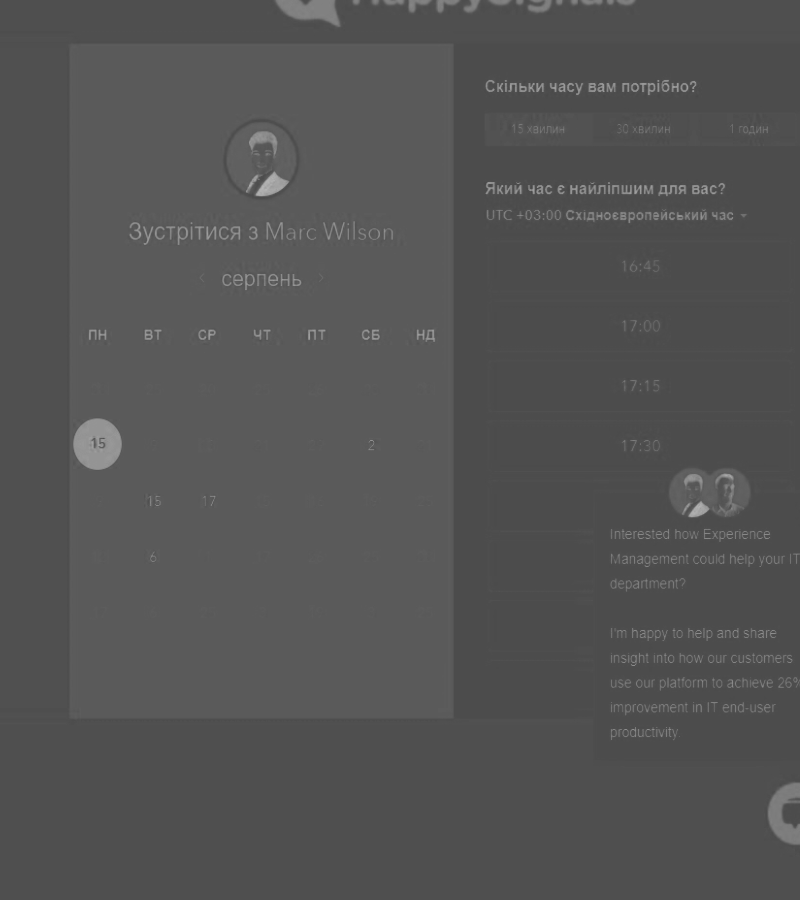 HappySignals
Зустрітися з Marc Wilson
серпень
ПН ВТ СР ЧТ ПТ СБ НД
15 2
15 17
6
Скільки часу вам потрібно?
15 хвилин 30 хвилин 1 годин
Який час є найліпшим для вас?
UTC +03:00 Східноєвропейський час
16:45
17:00
17:15
17:30
Interested how Experience
Management could help your IT
department?
I'm happy to help and share
insight into how our customers
use our platform to achieve 26%
improvement in IT end-user
productivity.